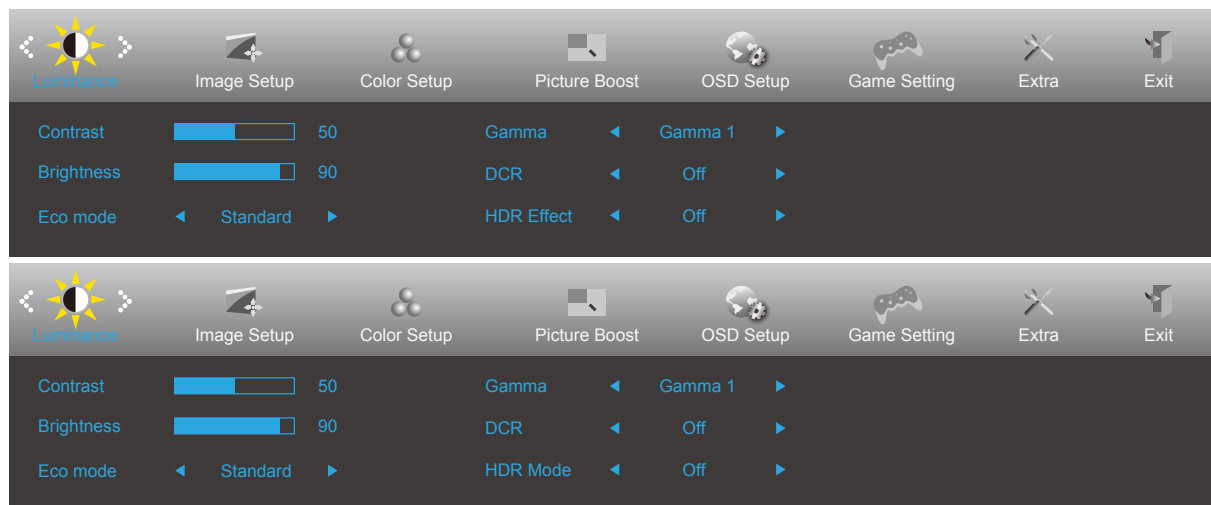 Luminance Image Setup Color Setup Picture Boost OSD Setup Game Setting Extra Exit
Contrast 50 Gamma Gamma 1
Brightness 90 DCR Off
Eco mode Standard HDR Effect Off
Luminance Image Setup Color Setup Picture Boost OSD Setup Game Setting Extra Exit
Contrast 50 Gamma Gamma 1
Brightness 90 DCR Off
Eco mode Standard HDR Mode Off